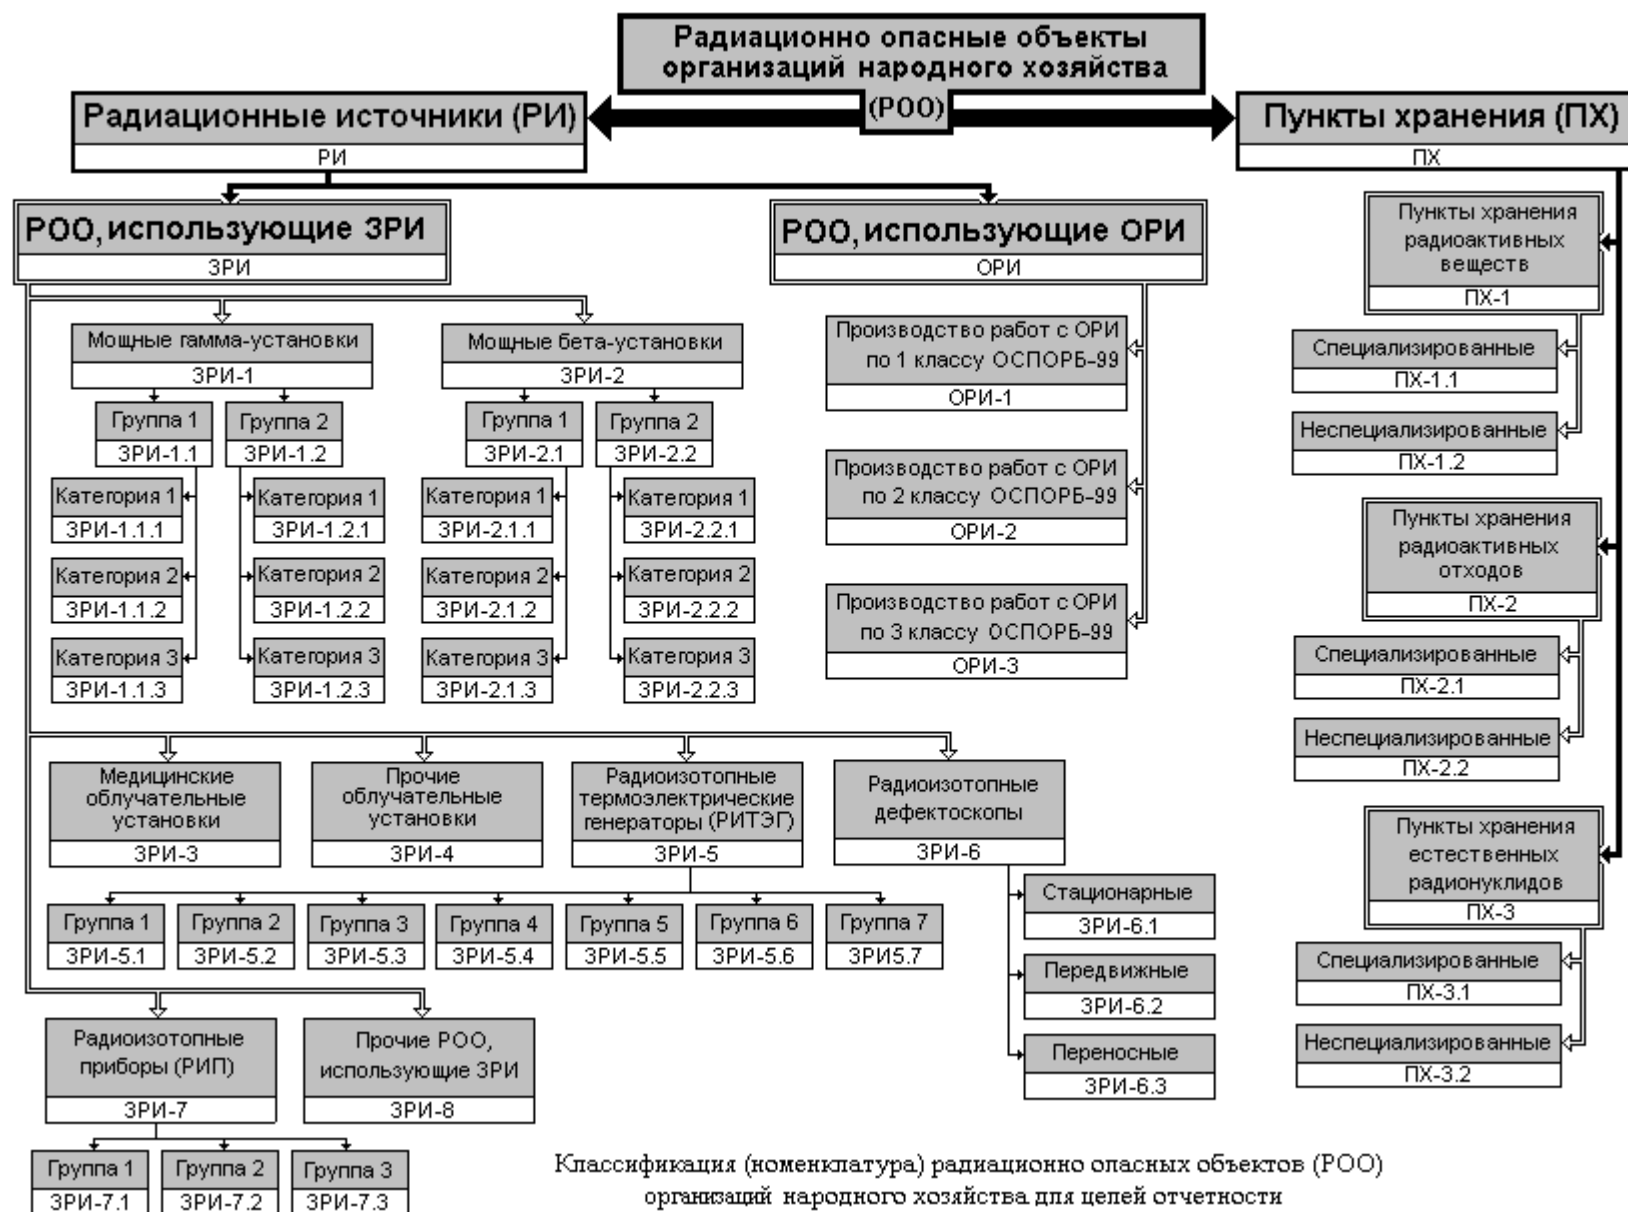 Радиационно опасные объекты
организаций народного хозяйства
(РОО)
Радиационные источники (РИ)
РИ
Пункты хранения (ПХ)
ПХ
РОО, использующие ЗРИ
ЗРИ
РОО, использующие ОРИ
ОРИ
Мощные гамма-установки
ЗРИ-1
Мощные бета-установки
ЗРИ-2
Группа 1
ЗРИ-1.1
Группа 2
ЗРИ-1.2
Группа 1
ЗРИ-2.1
Группа 2
ЗРИ-2.2
Категория 1
ЗРИ-1.1.1
Категория 1
ЗРИ-1.2.1
Категория 1
ЗРИ-2.1.1
Категория 1
ЗРИ-2.2.1
Категория 2
ЗРИ-1.1.2
Категория 2
ЗРИ-1.2.2
Категория 2
ЗРИ-2.1.2
Категория 2
ЗРИ-2.2.2
Категория 3
ЗРИ-1.1.3
Категория 3
ЗРИ-1.2.3
Категория 3
ЗРИ-2.1.3
Категория 3
ЗРИ-2.2.3
Производство работ с ОРИ
по 1 классу ОСПОРБ-99
ОРИ-1
Производство работ с ОРИ
по 2 классу ОСПОРБ-99
ОРИ-2
Производство работ с ОРИ
по 3 классу ОСПОРБ-99
ОРИ-3
Пункты хранения
радиоактивных
веществ
ПХ-1
Специализированные
ПХ-1.1
Неспециализированные
ПХ-1.2
Пункты хранения
радиоактивных
отходов
ПХ-2
Специализированные
ПХ-2.1
Неспециализированные
ПХ-2.2
Пункты хранения
естественных
радионуклидов
ПХ-3
Специализированные
ПХ-3.1
Неспециализированные
ПХ-3.2
Медицинские
облучательные
установки
ЗРИ-3
Прочие
облучательные
установки
ЗРИ-4
Радиоизотопные
термоэлектрические
генераторы (РИТЭГ)
ЗРИ-5
Радиоизотопные
дефектоскопы
ЗРИ-6
Группа 1
ЗРИ-5.1
Группа 2
ЗРИ-5.2
Группа 3
ЗРИ-5.3
Группа 4
ЗРИ-5.4
Группа 5
ЗРИ-5.5
Группа 6
ЗРИ-5.6
Группа 7
ЗРИ5.7
Стационарные
ЗРИ-6.1
Передвижные
ЗРИ-6.2
Переносные
ЗРИ-6.3
Радиоизотопные
приборы (РИП)
ЗРИ-7
Прочие РОО,
использующие ЗРИ
ЗРИ-8
Группа 1
ЗРИ-7.1
Группа 2
ЗРИ-7.2
Группа 3
ЗРИ-7.3
Классификация (номенклатура) радиационно опасных объектов (РОО)
организаций народного хозяйства для целей отчетности